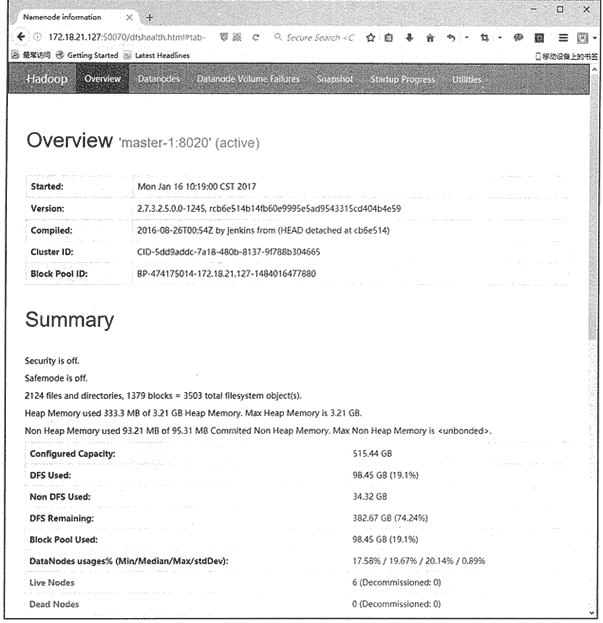 Namenode information
172.18.21.127:50070/dfshealth.html#tab-
Secure Search <C
最常访问 Getting Started Latest Headlines 移动设备上的书签
Hadoop Overview Datanodes Datanode Volume Failures Snapshot Startup Progress Utilities
Overview 'master-1:8020' (active)
Started: Mon Jan 16 10:19:00 CST 2017
Version: 2.7.3.2.5.0.0-1245, rcb6e514b14fb60e9995e5ad9543315cd404b4e59
Compiled: 2016-08-26T00:54Z by jenkins from (HEAD detached at cb6e514)
Cluster ID: CID-5dd9addc-7a18-480b-8137-9f788b304665
Block Pool ID: BP-474175014-172.18.21.127-1484016477880
Summary
Security is off.
Safemode is off.
2124 files and directories, 1379 blocks = 3503 total filesystem object(s).
Heap Memory used 333.3 MB of 3.21 GB Heap Memory. Max Heap Memory is 3.21 GB.
Non Heap Memory used 93.21 MB of 95.31 MB Commited Non Heap Memory. Max Non Heap Memory is <unbonded>.
Configured Capacity: 515.44 GB
DFS Used: 98.45 GB (19.1%)
Non DFS Used: 34.32 GB
DFS Remaining: 382.67 GB (74.24%)
Block Pool Used: 98.45 GB (19.1%)
DataNodes usages% (Min/Median/Max/stdDev): 17.58% / 19.67% / 20.14% / 0.89%
Live Nodes 6 (Decommissioned: 0)
Dead Nodes 0 (Decommissioned: 0)